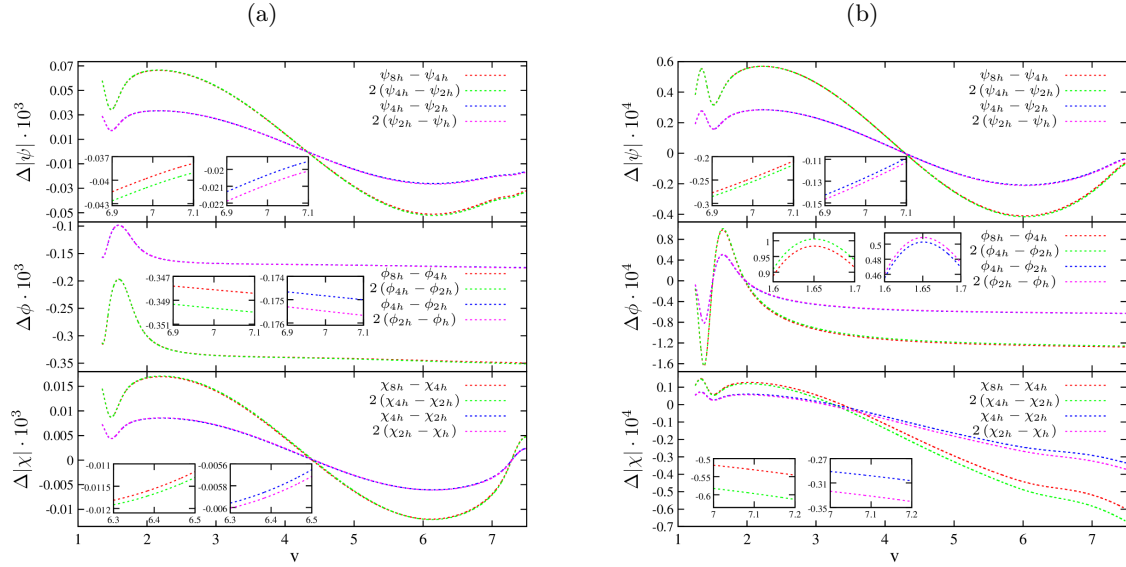 (a)
0.07
0.05
0.03
0.01
-0.01
-0.03
-0.05
Δ|ψ| · 10³
ψ₈ₕ − ψ₄ₕ
2 (ψ₄ₕ − ψ₂ₕ)
ψ₄ₕ − ψ₂ₕ
2 (ψ₂ₕ − ψₕ)
-0.037
-0.04
-0.043
6.9 7 7.1
-0.02
-0.021
-0.022
6.9 7 7.1
-0.1
-0.15
-0.2
-0.25
-0.3
-0.35
Δϕ · 10³
ϕ₈ₕ − ϕ₄ₕ
2 (ϕ₄ₕ − ϕ₂ₕ)
ϕ₄ₕ − ϕ₂ₕ
2 (ϕ₂ₕ − ϕₕ)
-0.347
-0.349
-0.351
6.9 7 7.1
-0.174
-0.175
-0.176
6.9 7 7.1
0.015
0.01
0.005
0
-0.005
-0.01
Δ|χ| · 10³
χ₈ₕ − χ₄ₕ
2 (χ₄ₕ − χ₂ₕ)
χ₄ₕ − χ₂ₕ
2 (χ₂ₕ − χₕ)
-0.011
-0.0115
-0.012
6.3 6.4 6.5
-0.0056
-0.0058
-0.006
6.3 6.4 6.5
1 2 3 4 5 6 7
v
(b)
0.6
0.4
0.2
0
-0.2
-0.4
Δ|ψ| · 10⁴
ψ₈ₕ − ψ₄ₕ
2 (ψ₄ₕ − ψ₂ₕ)
ψ₄ₕ − ψ₂ₕ
2 (ψ₂ₕ − ψₕ)
-0.2
-0.25
-0.3
6.9 7 7.1
-0.11
-0.13
-0.15
6.9 7 7.1
0.8
0.4
0
-0.4
-0.8
-1.2
-1.6
Δϕ · 10⁴
ϕ₈ₕ − ϕ₄ₕ
2 (ϕ₄ₕ − ϕ₂ₕ)
ϕ₄ₕ − ϕ₂ₕ
2 (ϕ₂ₕ − ϕₕ)
1
0.95
0.9
1.6 1.65 1.7
0.5
0.48
0.46
1.6 1.65 1.7
0.1
0
-0.1
-0.2
-0.3
-0.4
-0.5
-0.6
-0.7
Δ|χ| · 10⁴
χ₈ₕ − χ₄ₕ
2 (χ₄ₕ − χ₂ₕ)
χ₄ₕ − χ₂ₕ
2 (χ₂ₕ − χₕ)
-0.5
-0.55
-0.6
7 7.1 7.2
-0.27
-0.31
-0.35
7 7.1 7.2
1 2 3 4 5 6 7
v